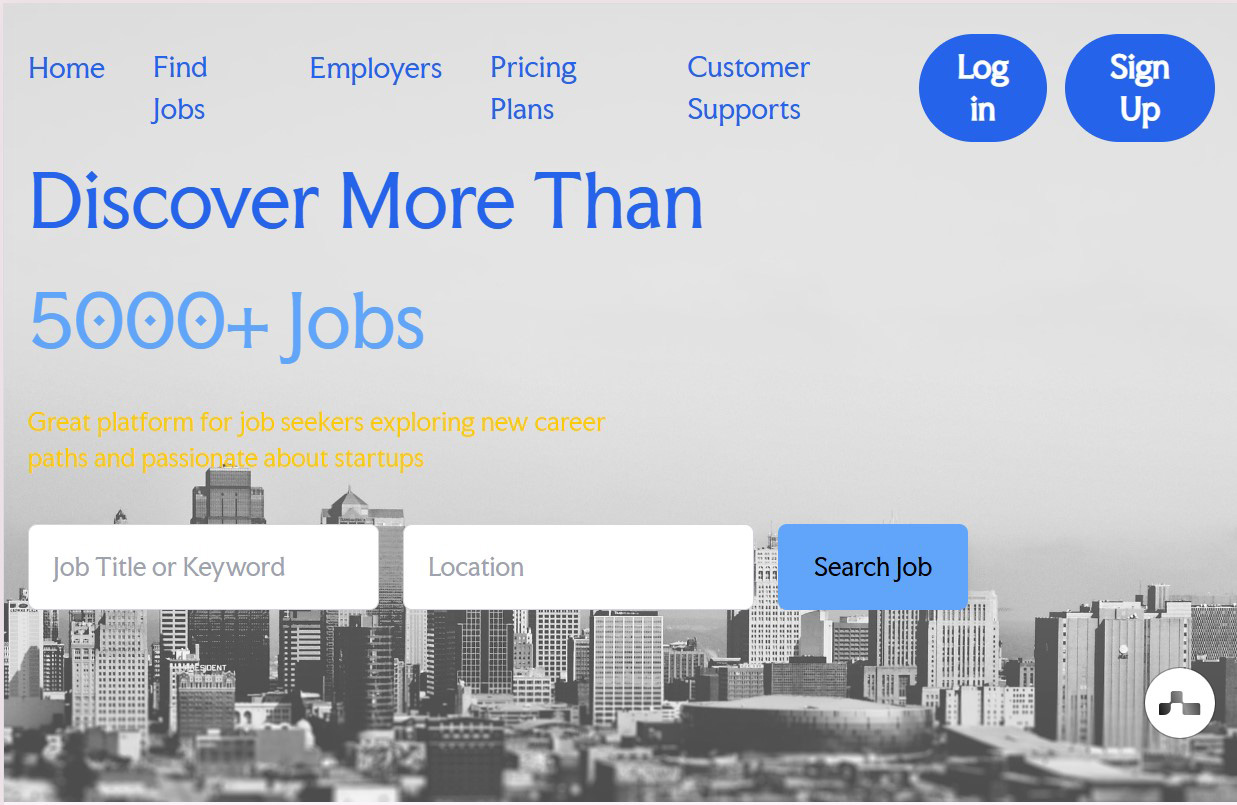 Home
Find
Jobs
Employers
Pricing
Plans
Customer
Supports
Log
in
Sign
Up
Discover More Than
5000+ Jobs
Great platform for job seekers exploring new career
paths and passionate about startups
Job Title or Keyword
Location
Search Job
PRESIDENT